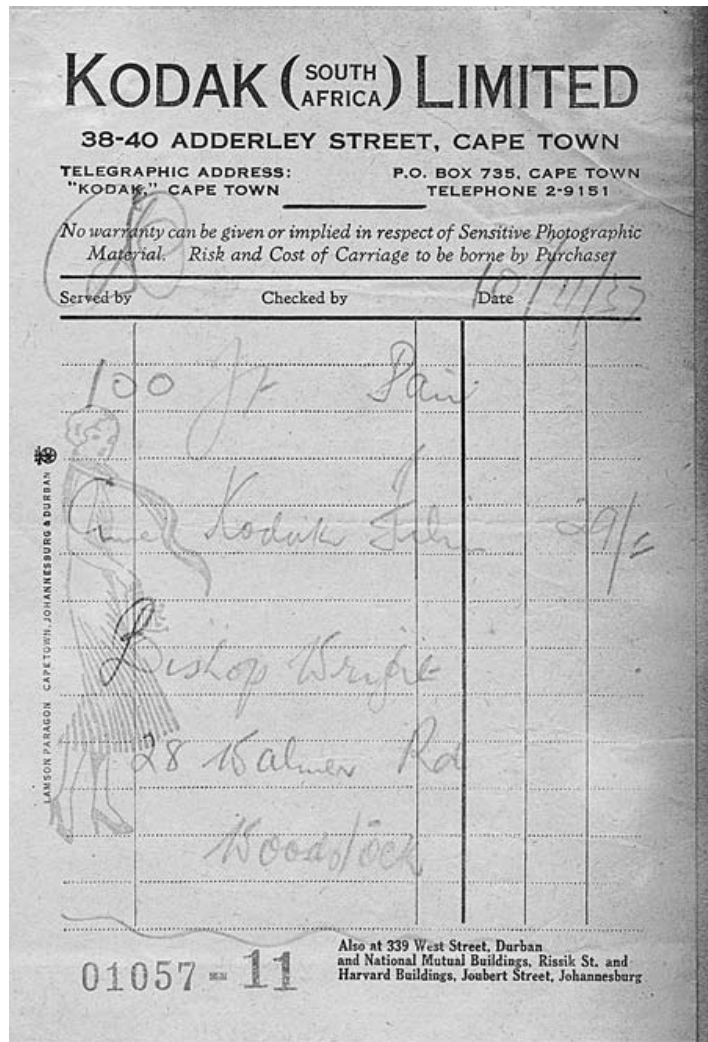 KODAK (SOUTH AFRICA) LIMITED
38-40 ADDERLEY STREET, CAPE TOWN
TELEGRAPHIC ADDRESS: P.O. BOX 735, CAPE TOWN
"KODAK," CAPE TOWN TELEPHONE 2-9151
No warranty can be given or implied in respect of Sensitive Photographic
Material. Risk and Cost of Carriage to be borne by Purchaser
Served by Checked by Date 10/11/37
100 ft Pan
Kodak Film 29/-
Bishop Wright
28 Walmer Rd
Woodstock
LAMSON PARAGON CAPETOWN, JOHANNESBURG & DURBAN
01057 - 11
Also at 339 West Street, Durban
and National Mutual Buildings, Rissik St. and
Harvard Buildings, Joubert Street, Johannesburg